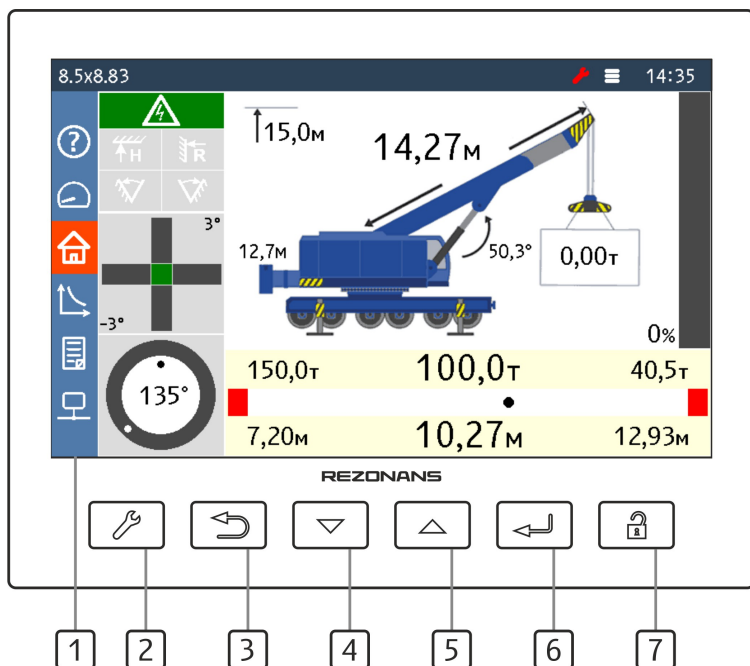 8.5x8.83
14:35
H
R
3°
-3°
135°
15,0м
14,27м
12,7м
50,3°
0,00т
0%
150,0т 100,0т 40,5т
7,20м 10,27м 12,93м
REZONANS
1 2 3 4 5 6 7